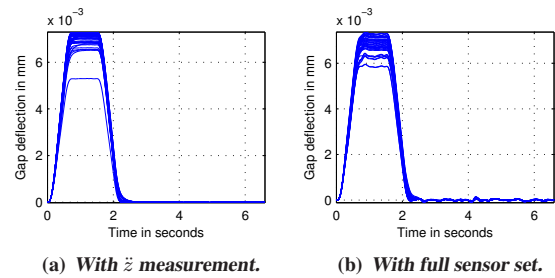 x 10⁻³
Gap deflection in mm
6
4
2
0
0 2 4 6
Time in seconds
(a) With z̈ measurement.
x 10⁻³
Gap deflection in mm
6
4
2
0
0 2 4 6
Time in seconds
(b) With full sensor set.